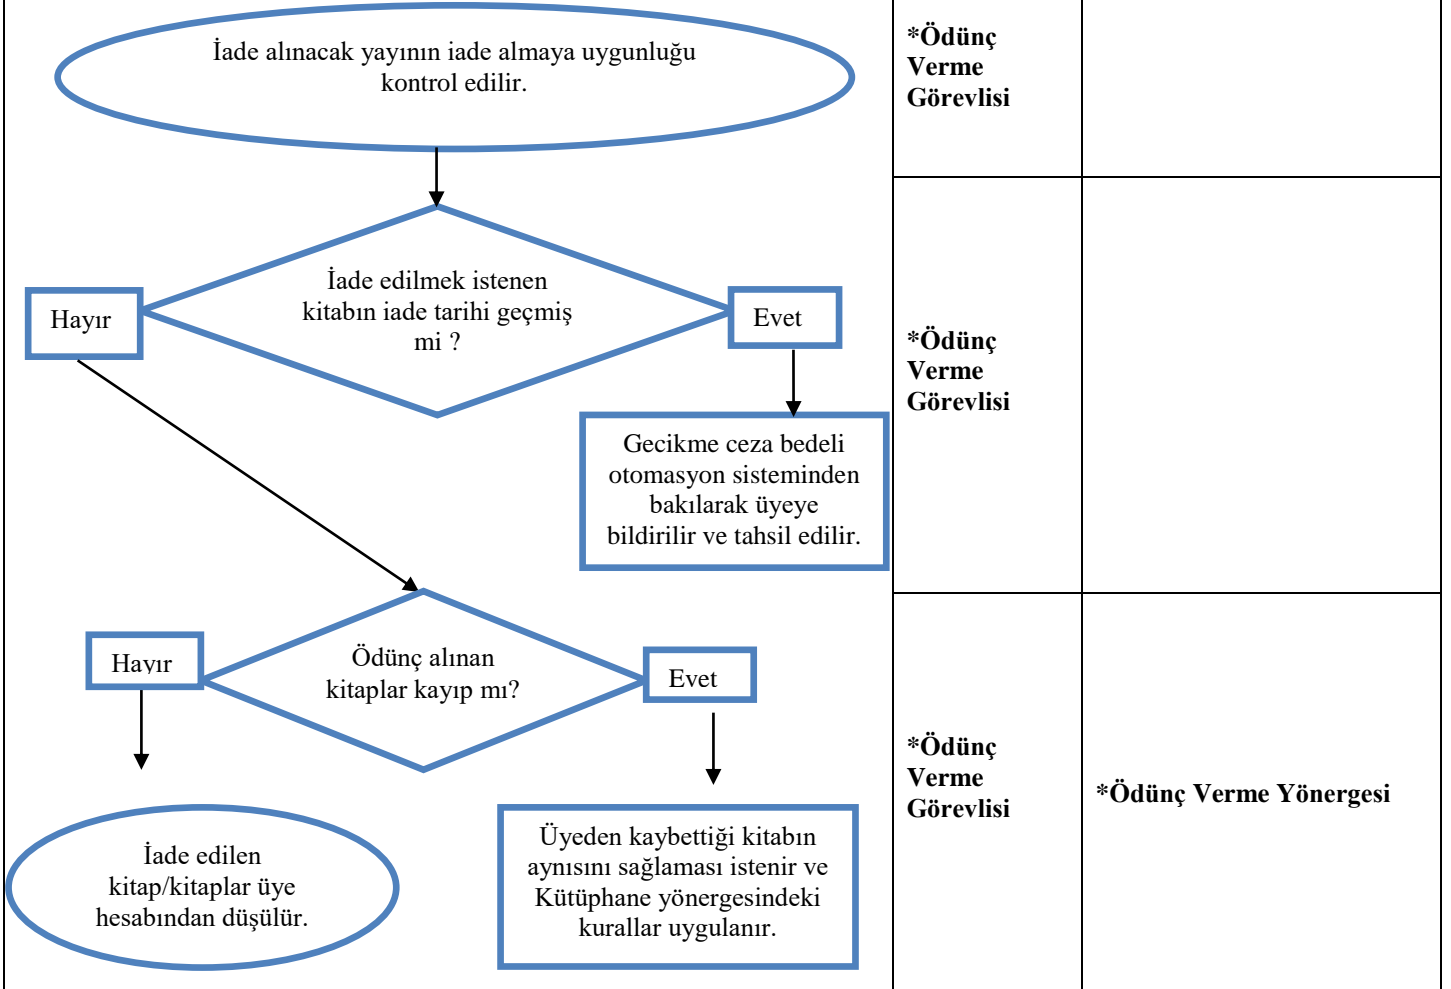 İade alınacak yayının iade almaya uygunluğu
kontrol edilir.
*Ödünç
Verme
Görevlisi
İade edilmek istenen
kitabın iade tarihi geçmiş
mi ?
Hayır
Evet
*Ödünç
Verme
Görevlisi
Gecikme ceza bedeli
otomasyon sisteminden
bakılarak üyeye
bildirilir ve tahsil edilir.
Ödünç alınan
kitaplar kayıp mı?
Hayır
Evet
*Ödünç
Verme
Görevlisi
*Ödünç Verme Yönergesi
İade edilen
kitap/kitaplar üye
hesabından düşülür.
Üyeden kaybettiği kitabın
aynısını sağlaması istenir ve
Kütüphane yönergesindeki
kurallar uygulanır.